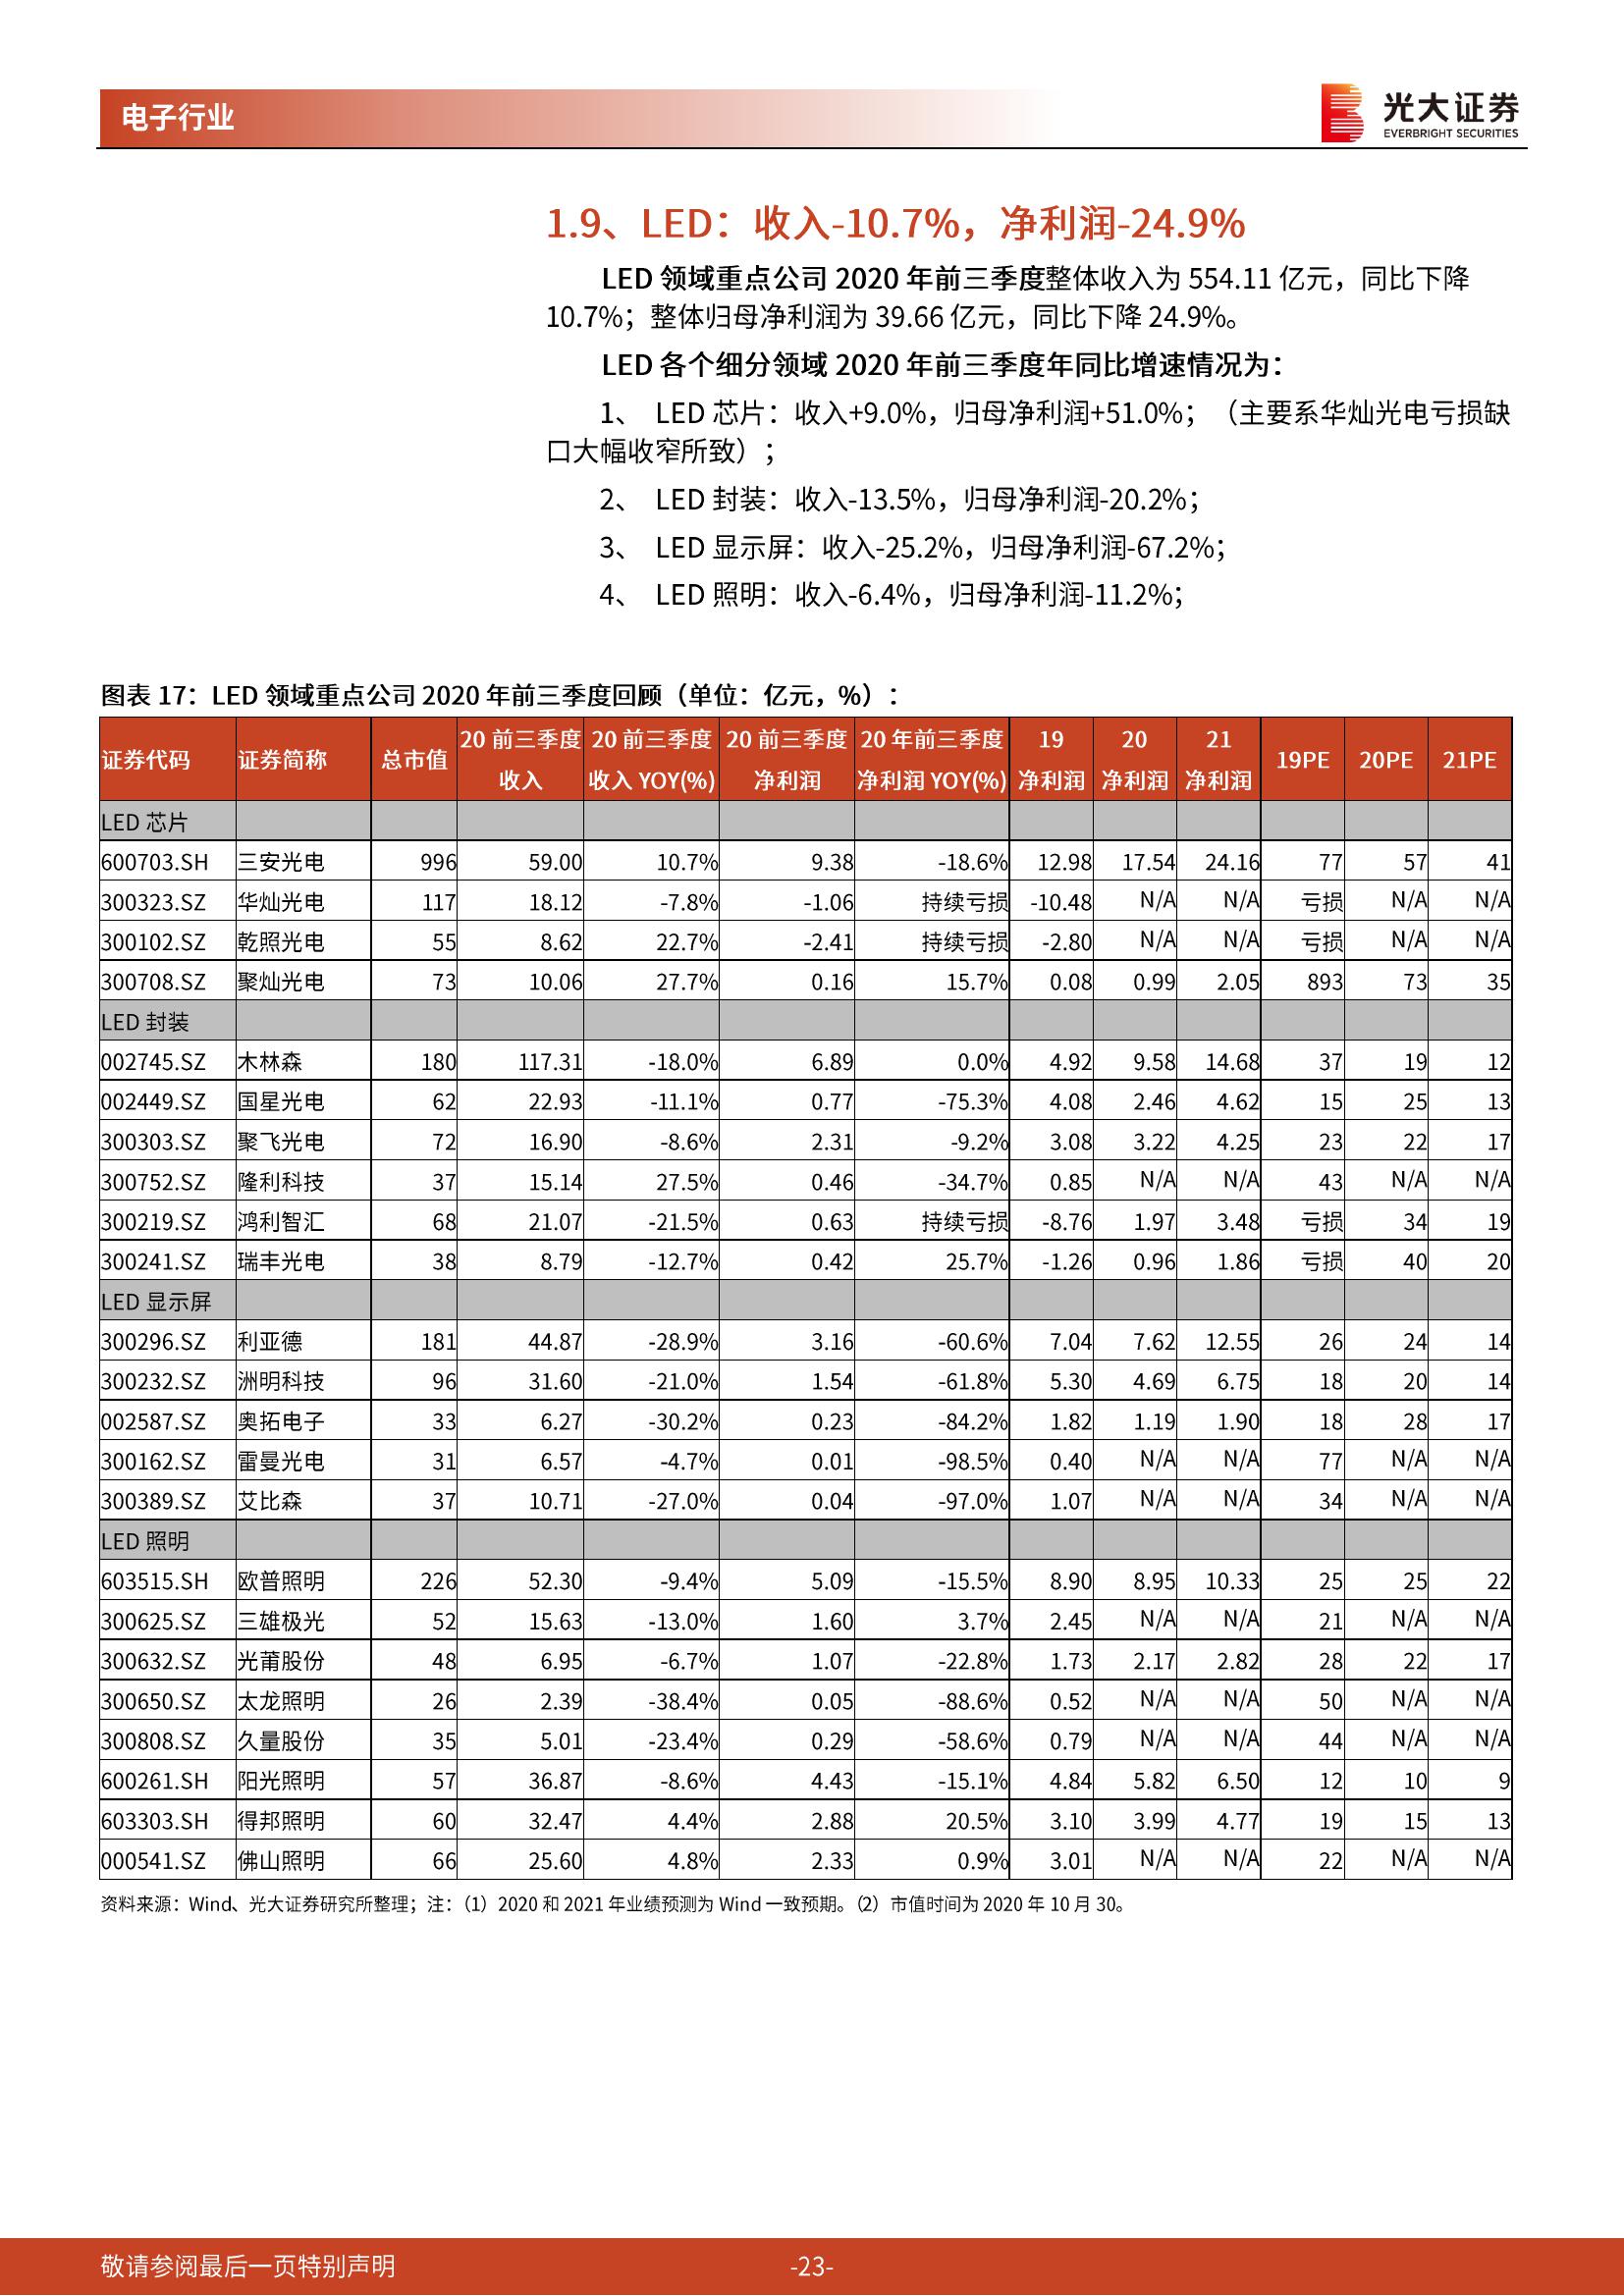 电子行业
光大证券
EVERBRIGHT SECURITIES
1.9、LED：收入-10.7%，净利润-24.9%
LED 领域重点公司 2020 年前三季度整体收入为 554.11 亿元，同比下降
10.7%；整体归母净利润为 39.66 亿元，同比下降 24.9%。
LED 各个细分领域 2020 年前三季度年同比增速情况为：
1、 LED 芯片：收入+9.0%，归母净利润+51.0%；（主要系华灿光电亏损缺
口大幅收窄所致）；
2、 LED 封装：收入-13.5%，归母净利润-20.2%；
3、 LED 显示屏：收入-25.2%，归母净利润-67.2%；
4、 LED 照明：收入-6.4%，归母净利润-11.2%；
图表 17：LED 领域重点公司 2020 年前三季度回顾（单位：亿元，%）：
证券代码 证券简称 总市值 20 前三季度收入 20 前三季度收入 YOY(%) 20 前三季度净利润 20 年前三季度净利润 YOY(%) 19净利润 20净利润 21净利润 19PE 20PE 21PE
LED 芯片
600703.SH 三安光电 996 59.00 10.7% 9.38 -18.6% 12.98 17.54 24.16 77 57 41
300323.SZ 华灿光电 117 18.12 -7.8% -1.06 持续亏损 -10.48 N/A N/A 亏损 N/A N/A
300102.SZ 乾照光电 55 8.62 22.7% -2.41 持续亏损 -2.80 N/A N/A 亏损 N/A N/A
300708.SZ 聚灿光电 73 10.06 27.7% 0.16 15.7% 0.08 0.99 2.05 893 73 35
LED 封装
002745.SZ 木林森 180 117.31 -18.0% 6.89 0.0% 4.92 9.58 14.68 37 19 12
002449.SZ 国星光电 62 22.93 -11.1% 0.77 -75.3% 4.08 2.46 4.62 15 25 13
300303.SZ 聚飞光电 72 16.90 -8.6% 2.31 -9.2% 3.08 3.22 4.25 23 22 17
300752.SZ 隆利科技 37 15.14 27.5% 0.46 -34.7% 0.85 N/A N/A 43 N/A N/A
300219.SZ 鸿利智汇 68 21.07 -21.5% 0.63 持续亏损 -8.76 1.97 3.48 亏损 34 19
300241.SZ 瑞丰光电 38 8.79 -12.7% 0.42 25.7% -1.26 0.96 1.86 亏损 40 20
LED 显示屏
300296.SZ 利亚德 181 44.87 -28.9% 3.16 -60.6% 7.04 7.62 12.55 26 24 14
300232.SZ 洲明科技 96 31.60 -21.0% 1.54 -61.8% 5.30 4.69 6.75 18 20 14
002587.SZ 奥拓电子 33 6.27 -30.2% 0.23 -84.2% 1.82 1.19 1.90 18 28 17
300162.SZ 雷曼光电 31 6.57 -4.7% 0.01 -98.5% 0.40 N/A N/A 77 N/A N/A
300389.SZ 艾比森 37 10.71 -27.0% 0.04 -97.0% 1.07 N/A N/A 34 N/A N/A
LED 照明
603515.SH 欧普照明 226 52.30 -9.4% 5.09 -15.5% 8.90 8.95 10.33 25 25 22
300625.SZ 三雄极光 52 15.63 -13.0% 1.60 3.7% 2.45 N/A N/A 21 N/A N/A
300632.SZ 光莆股份 48 6.95 -6.7% 1.07 -22.8% 1.73 2.17 2.82 28 22 17
300650.SZ 太龙照明 26 2.39 -38.4% 0.05 -88.6% 0.52 N/A N/A 50 N/A N/A
300808.SZ 久量股份 35 5.01 -23.4% 0.29 -58.6% 0.79 N/A N/A 44 N/A N/A
600261.SH 阳光照明 57 36.87 -8.6% 4.43 -15.1% 4.84 5.82 6.50 12 10 9
603303.SH 得邦照明 60 32.47 4.4% 2.88 20.5% 3.10 3.99 4.77 19 15 13
000541.SZ 佛山照明 66 25.60 4.8% 2.33 0.9% 3.01 N/A N/A 22 N/A N/A
资料来源：Wind、光大证券研究所整理；注：（1）2020 和 2021 年业绩预测为 Wind 一致预期。（2）市值时间为 2020 年 10 月 30。
敬请参阅最后一页特别声明
-23-